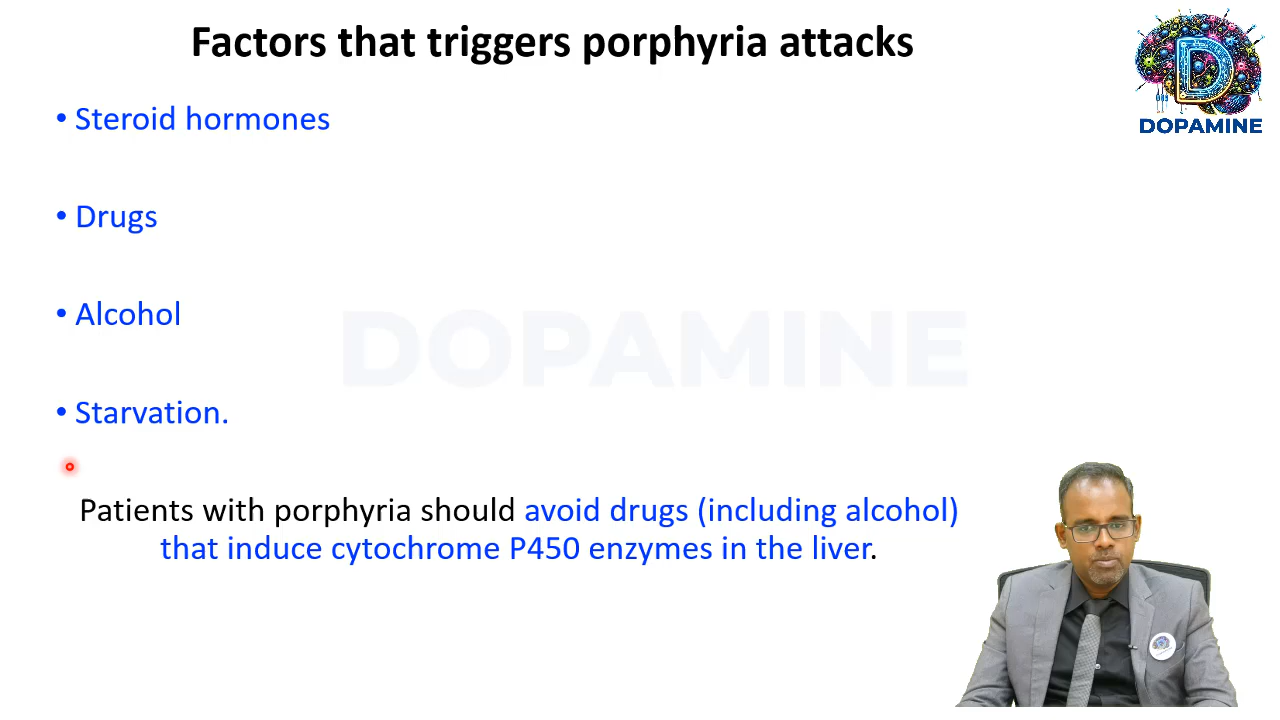 Factors that triggers porphyria attacks
DOPAMINE
• Steroid hormones
• Drugs
• Alcohol
DOPAMINE
• Starvation.
Patients with porphyria should avoid drugs (including alcohol)
that induce cytochrome P450 enzymes in the liver.